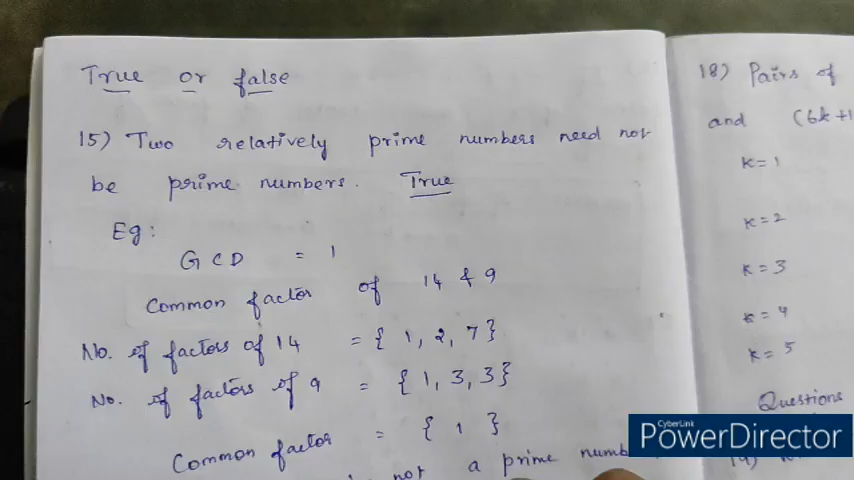 True or false
15) Two relatively prime numbers need not
be prime numbers. True
Eg:
GCD = 1
Common factor of 14 & 9
No. of factors of 14 = { 1, 2, 7}
No. of factors of 9 = {1, 3, 3}
Common factor = { 1 }
not a prime
18) Pairs of
and (6k+1
k=1
k=2
k=3
k=4
k=5
Questions
CyberLink
PowerDirector